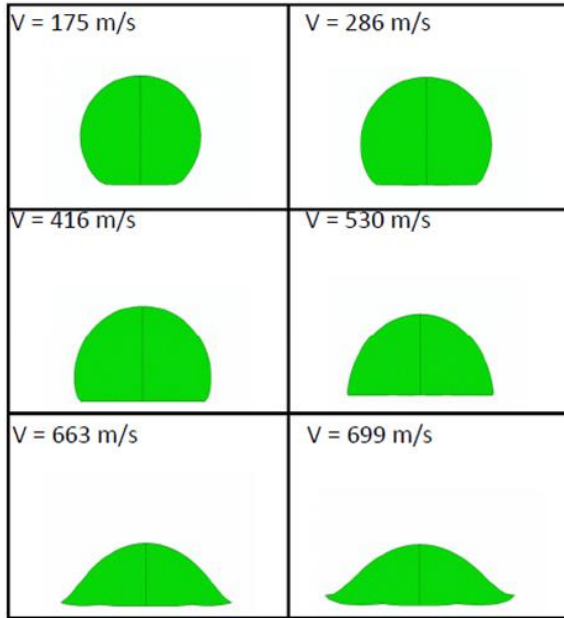 V = 175 m/s
V = 286 m/s
V = 416 m/s
V = 530 m/s
V = 663 m/s
V = 699 m/s